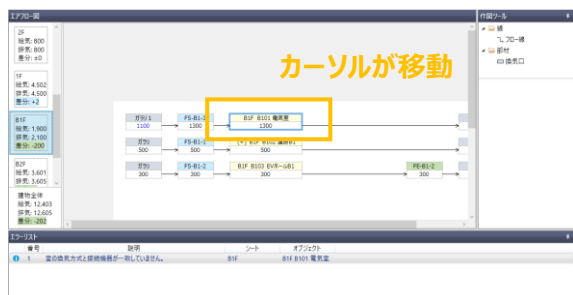 エアフロー図
作図ツール
2F
給気: 800
排気: 800
差分: ±0
1F
給気: 4,502
排気: 4,500
差分: +2
B1F
給気: 1,900
排気: 2,100
差分: -200
B2F
給気: 3,601
排気: 3,605
建物全体
給気: 12,403
排気: 12,605
差分: -202
カーソルが移動
ガラリ1
1100
FS-B1-1
1300
B1F B101 電気室
1300
ガラリ
500
FS-B1-
500
500
ガラリ
300
FS-B1-2
300
B1F B103 EVホールB1
300
FE-B1-2
300
線
フロー線
部材
換気口
エラーリスト
番号 説明 シート オブジェクト
1 室の換気方式と接続機器が一致していません。 B1F B1F B101 電気室